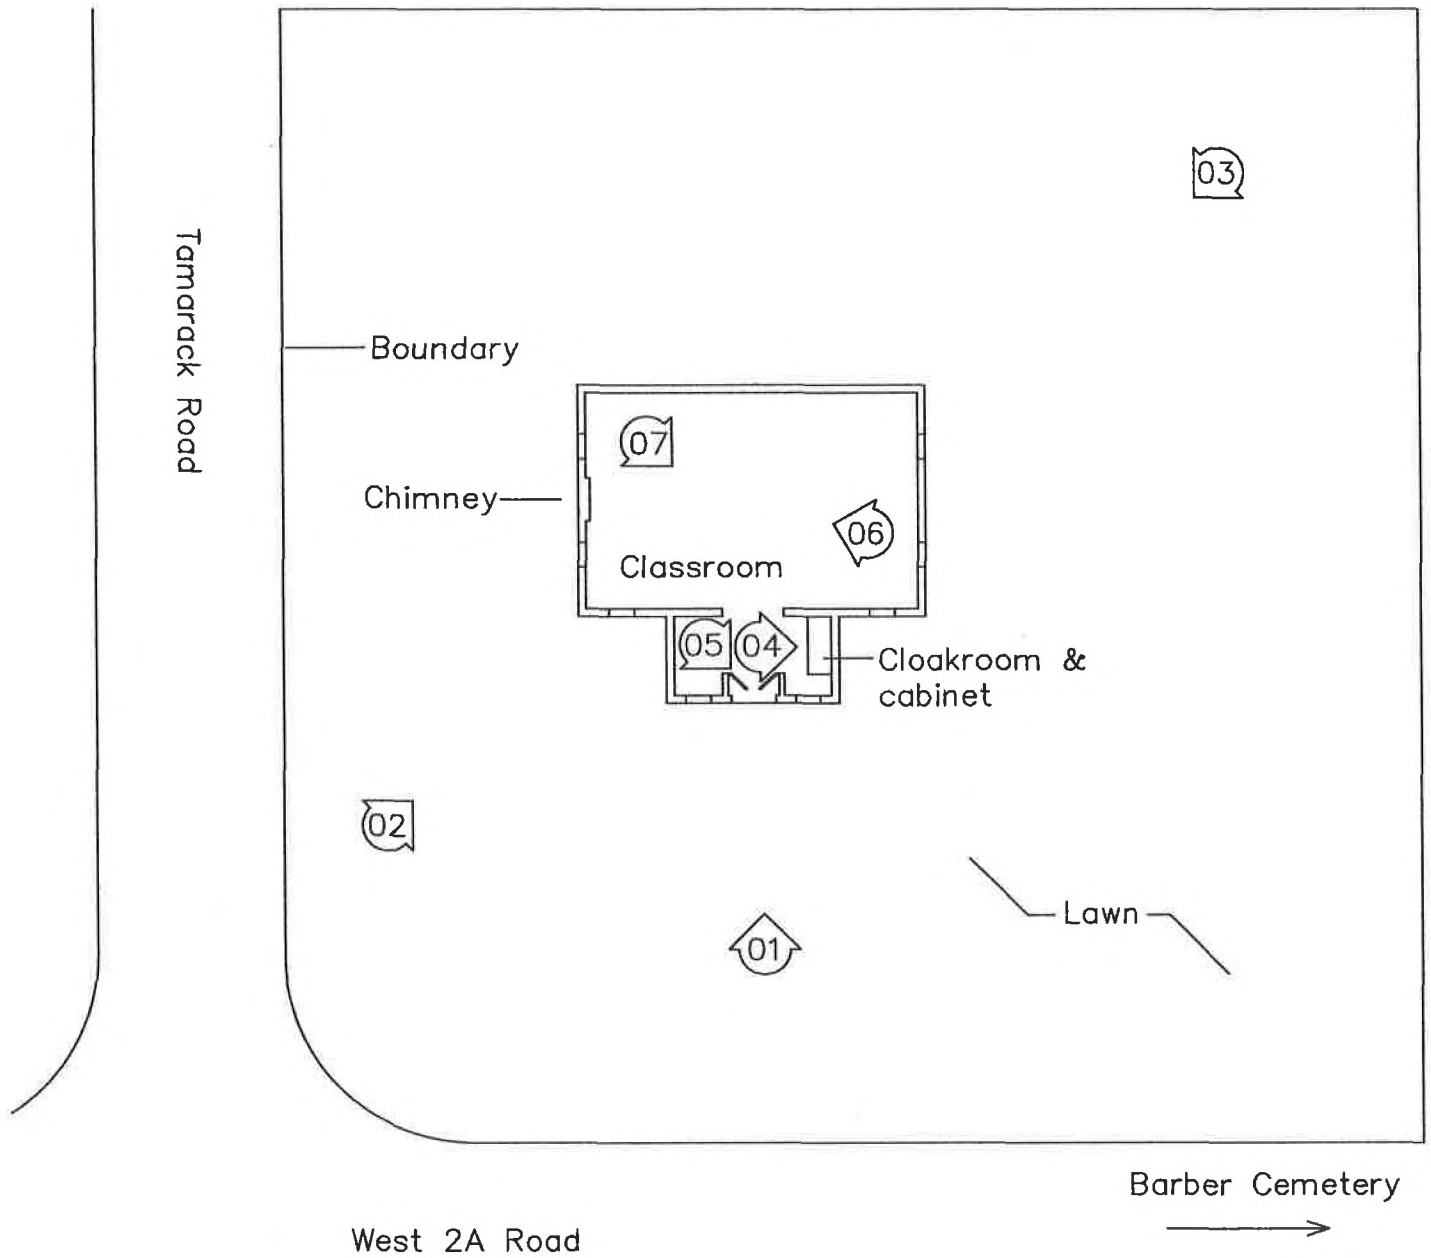 03
Tamarack Road
Boundary
07
Chimney
06
Classroom
05
04
Cloakroom &
cabinet
02
Lawn
01
Barber Cemetery
West 2A Road